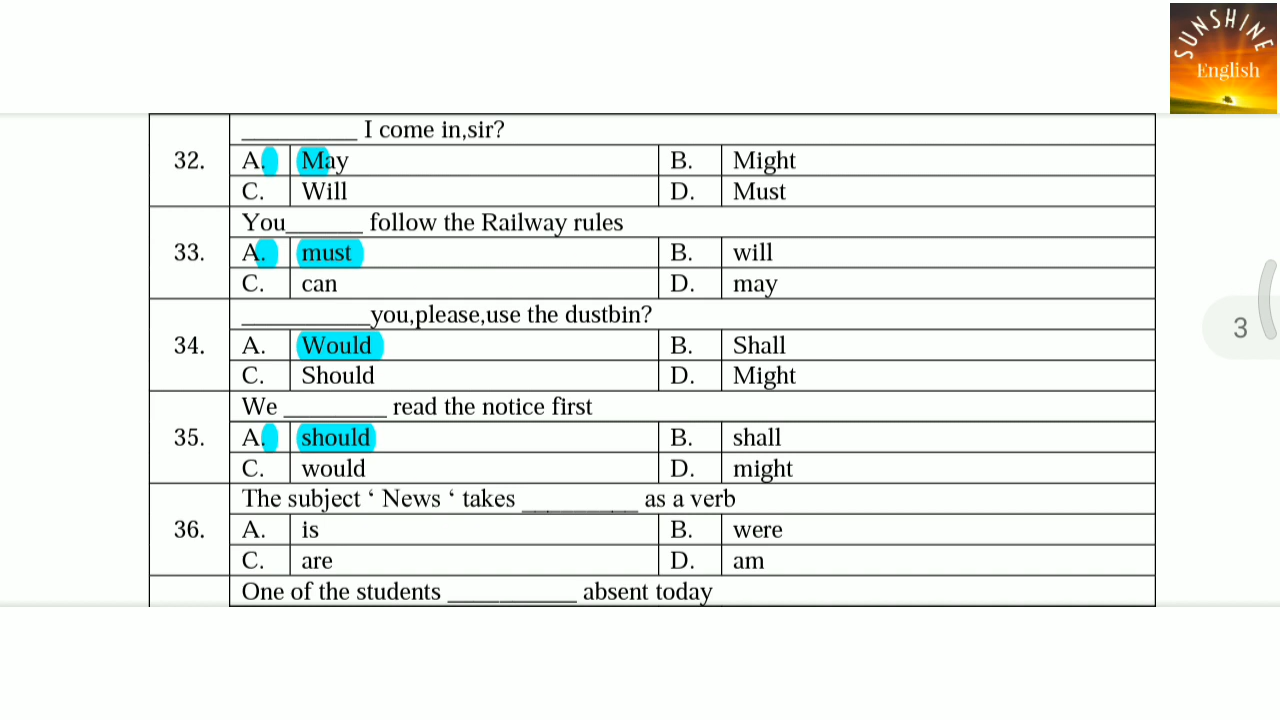 SUNSHINE
English
__________ I come in,sir?
32. A. May B. Might
C. Will D. Must
You______ follow the Railway rules
33. A. must B. will
C. can D. may
__________you,please,use the dustbin?
34. A. Would B. Shall
C. Should D. Might
We ________ read the notice first
35. A. should B. shall
C. would D. might
The subject ‘ News ‘ takes _________ as a verb
36. A. is B. were
C. are D. am
One of the students __________ absent today
3